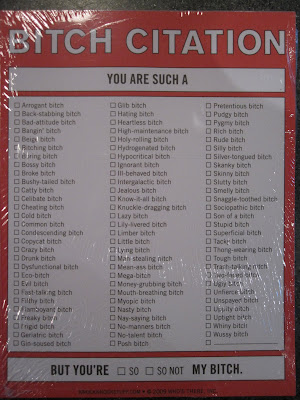 BITCH CITATION
YOU ARE SUCH A
Arrogant bitch
Back-stabbing bitch
Bad-attitude bitch
Bangin' bitch
Beige bitch
Bitching bitch
Boring bitch
Bossy bitch
Broke bitch
Bushy-tailed bitch
Catty bitch
Celibate bitch
Cheating bitch
Cold bitch
Common bitch
Condescending bitch
Copycat bitch
Crazy bitch
Drunk bitch
Dysfunctional bitch
Eco-bitch
Evil bitch
Fast-talking bitch
Filthy bitch
Flamboyant bitch
Freaky bitch
Frigid bitch
Geriatric bitch
Gin-soused bitch
Glib bitch
Hating bitch
Heartless bitch
High-maintenance bitch
Holy-rolling bitch
Hydrogenated bitch
Hypocritical bitch
Ignorant bitch
Ill-behaved bitch
Intergalactic bitch
Jealous bitch
Know-it-all bitch
Knuckle-dragging bitch
Lazy bitch
Lily-livered bitch
Limber bitch
Little bitch
Lying bitch
Man-stealing bitch
Mean-ass bitch
Mega-bitch
Money-grubbing bitch
Mouth-breathing bitch
Myopic bitch
Nasty bitch
Nay-saying bitch
No-manners bitch
No-talent bitch
Posh bitch
Pretentious bitch
Pudgy bitch
Pygmy bitch
Rich bitch
Rude bitch
Silly bitch
Silver-tongued bitch
Skanky bitch
Skinny bitch
Slutty bitch
Smelly bitch
Snaggle-toothed bitch
Sociopathic bitch
Son of a bitch
Stupid bitch
Superficial bitch
Tacky bitch
Thong-wearing bitch
Tough bitch
Trash-talking bitch
Two-faced bitch
Ugly bitch
Unfierce bitch
Unspayed bitch
Uppity bitch
Uptight bitch
Whiny bitch
Wussy bitch
bitch
BUT YOU'RE SO SO NOT MY BITCH.